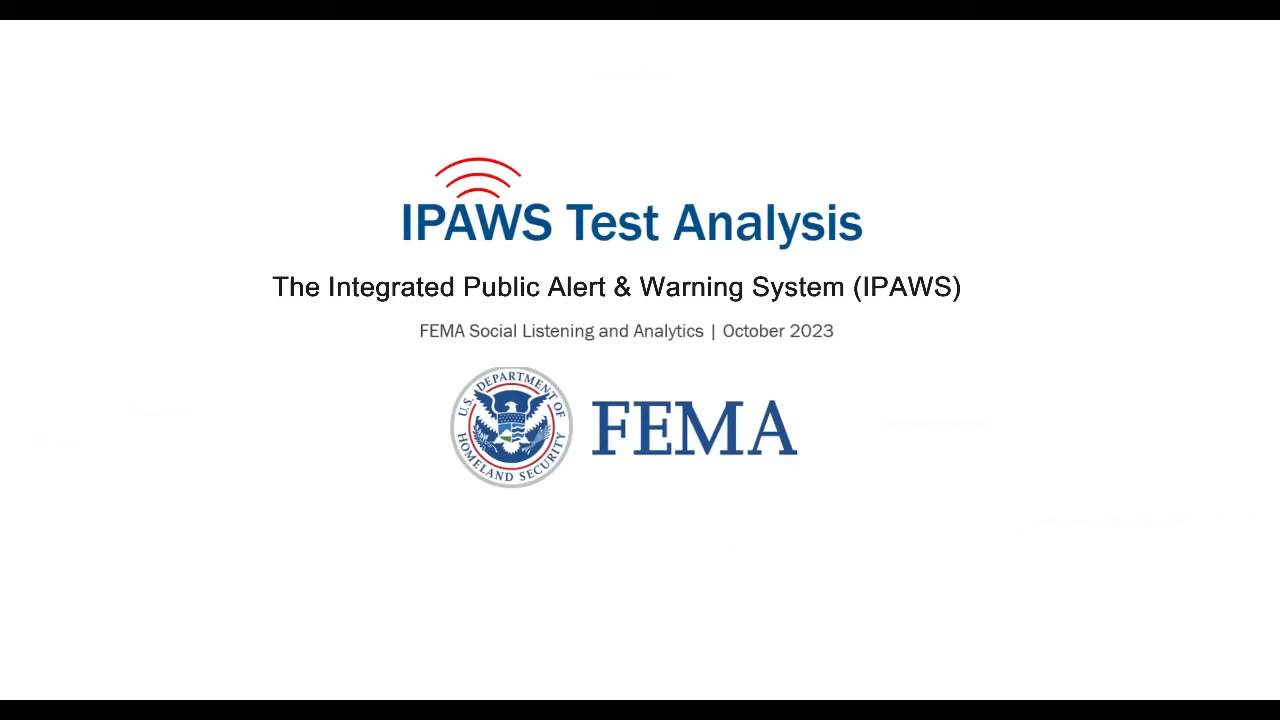 IPAWS Test Analysis
The Integrated Public Alert & Warning System (IPAWS)
FEMA Social Listening and Analytics | October 2023
U.S. DEPARTMENT OF
HOMELAND SECURITY
FEMA